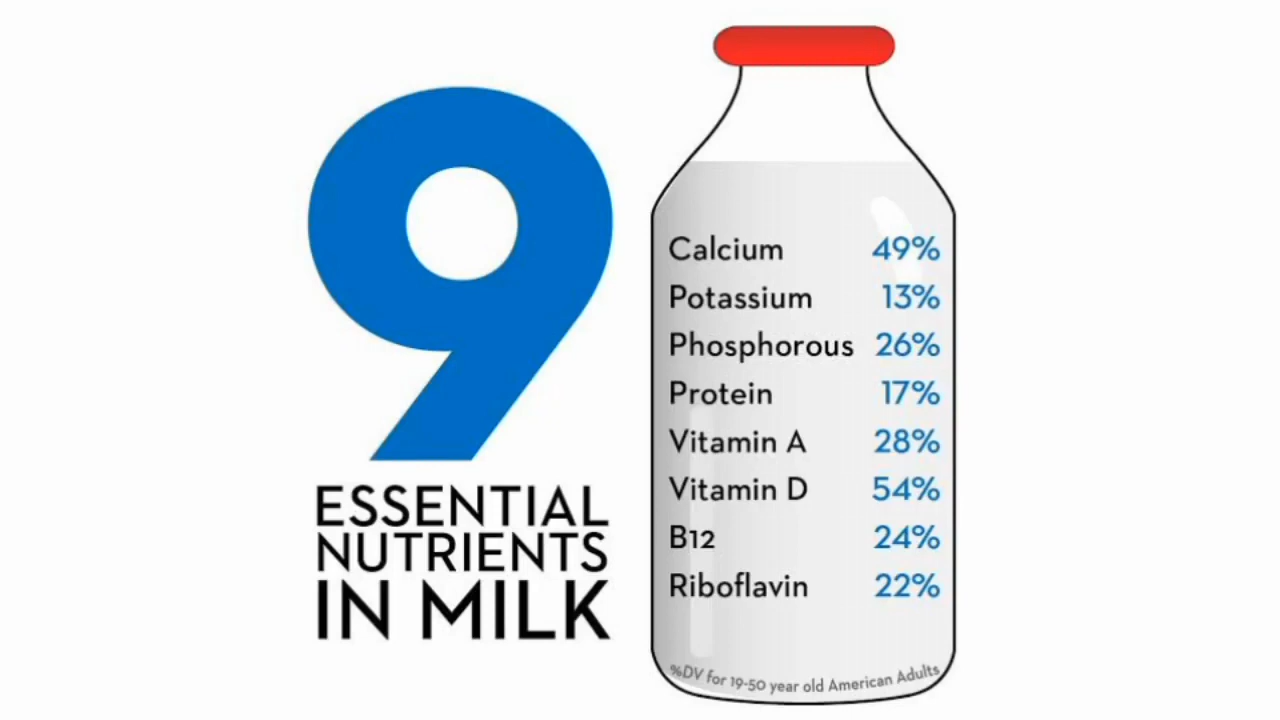 9
ESSENTIAL
NUTRIENTS
IN MILK
Calcium 49%
Potassium 13%
Phosphorous 26%
Protein 17%
Vitamin A 28%
Vitamin D 54%
B12 24%
Riboflavin 22%
%DV for 19-50 year old American Adults